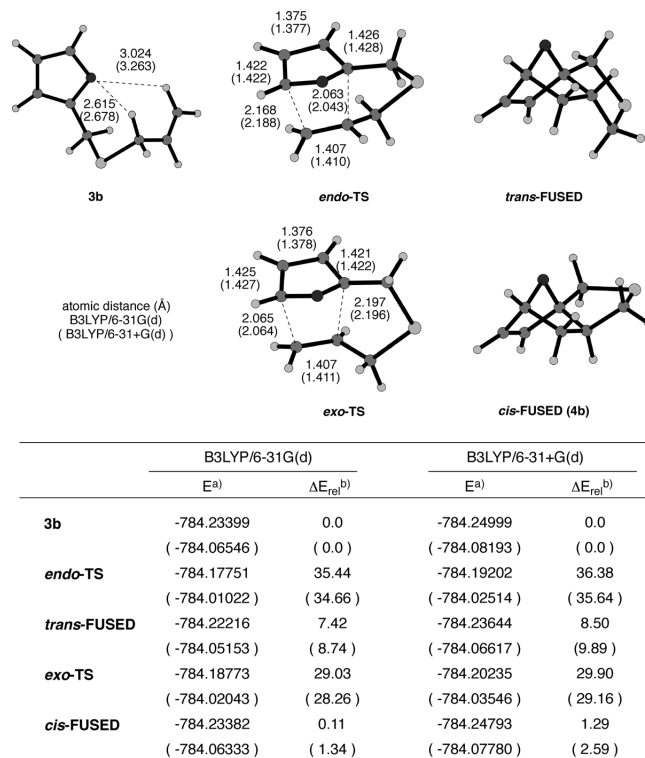 1.375
(1.377)
1.426
(1.428)
3.024
(3.263)
1.422
(1.422)
2.615
(2.678)
2.063
(2.043)
2.168
(2.188)
1.407
(1.410)
3b
endo-TS
trans-FUSED
1.376
(1.378)
1.421
(1.422)
1.425
(1.427)
atomic distance (Å)
B3LYP/6-31G(d)
( B3LYP/6-31+G(d) )
2.197
(2.196)
2.065
(2.064)
1.407
(1.411)
exo-TS
cis-FUSED (4b)
B3LYP/6-31G(d) B3LYP/6-31+G(d)
Ea) ΔErelb) Ea) ΔErelb)
3b -784.23399 0.0 -784.24999 0.0
( -784.06546 ) ( 0.0 ) ( -784.08193 ) ( 0.0 )
endo-TS -784.17751 35.44 -784.19202 36.38
( -784.01022 ) ( 34.66 ) ( -784.02514 ) ( 35.64 )
trans-FUSED -784.22216 7.42 -784.23644 8.50
( -784.05153 ) ( 8.74 ) ( -784.06617 ) (9.89 )
exo-TS -784.18773 29.03 -784.20235 29.90
( -784.02043 ) ( 28.26 ) ( -784.03546 ) ( 29.16 )
cis-FUSED -784.23382 0.11 -784.24793 1.29
( -784.06333 ) ( 1.34 ) ( -784.07780 ) ( 2.59 )